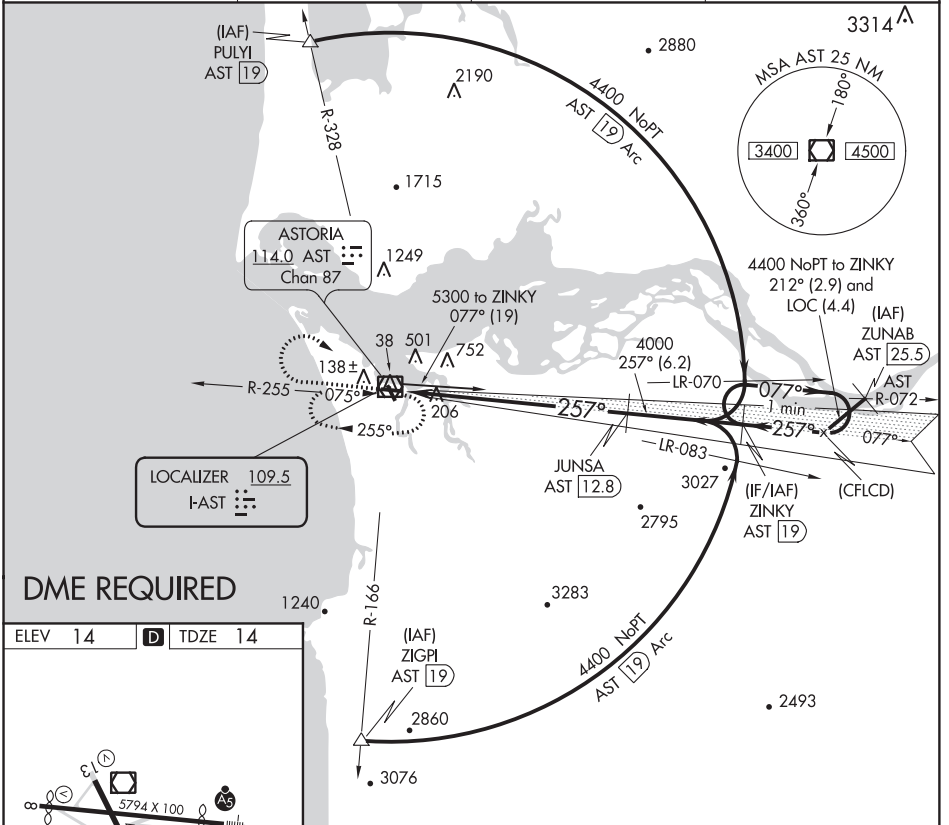 (IAF)
PULYI
AST 19
3314
2880
MSA AST 25 NM
180°
3400
4500
360°
2190
4400 NoPT
AST 19 Arc
R-328
1715
ASTORIA
114.0 AST
Chan 87
1249
5300 to ZINKY
077° (19)
4400 NoPT to ZINKY
212° (2.9) and
LOC (4.4)
(IAF)
ZUNAB
AST 25.5
AST
R-072
38
501
752
138±
4000
257° (6.2)
LR-070
077°
1 min
R-255
075°
206
257°
257°
077°
255°
LR-083
JUNSA
AST 12.8
3027
(IF/IAF)
ZINKY
AST 19
(CFLCD)
LOCALIZER 109.5
I-AST
2795
DME REQUIRED
1240
R-166
3283
4400 NoPT
AST 19 Arc
(IAF)
ZIGPI
AST 19
2860
2493
3076
ELEV 14 D TDZE 14
13
V
V
8
5794 X 100
A5